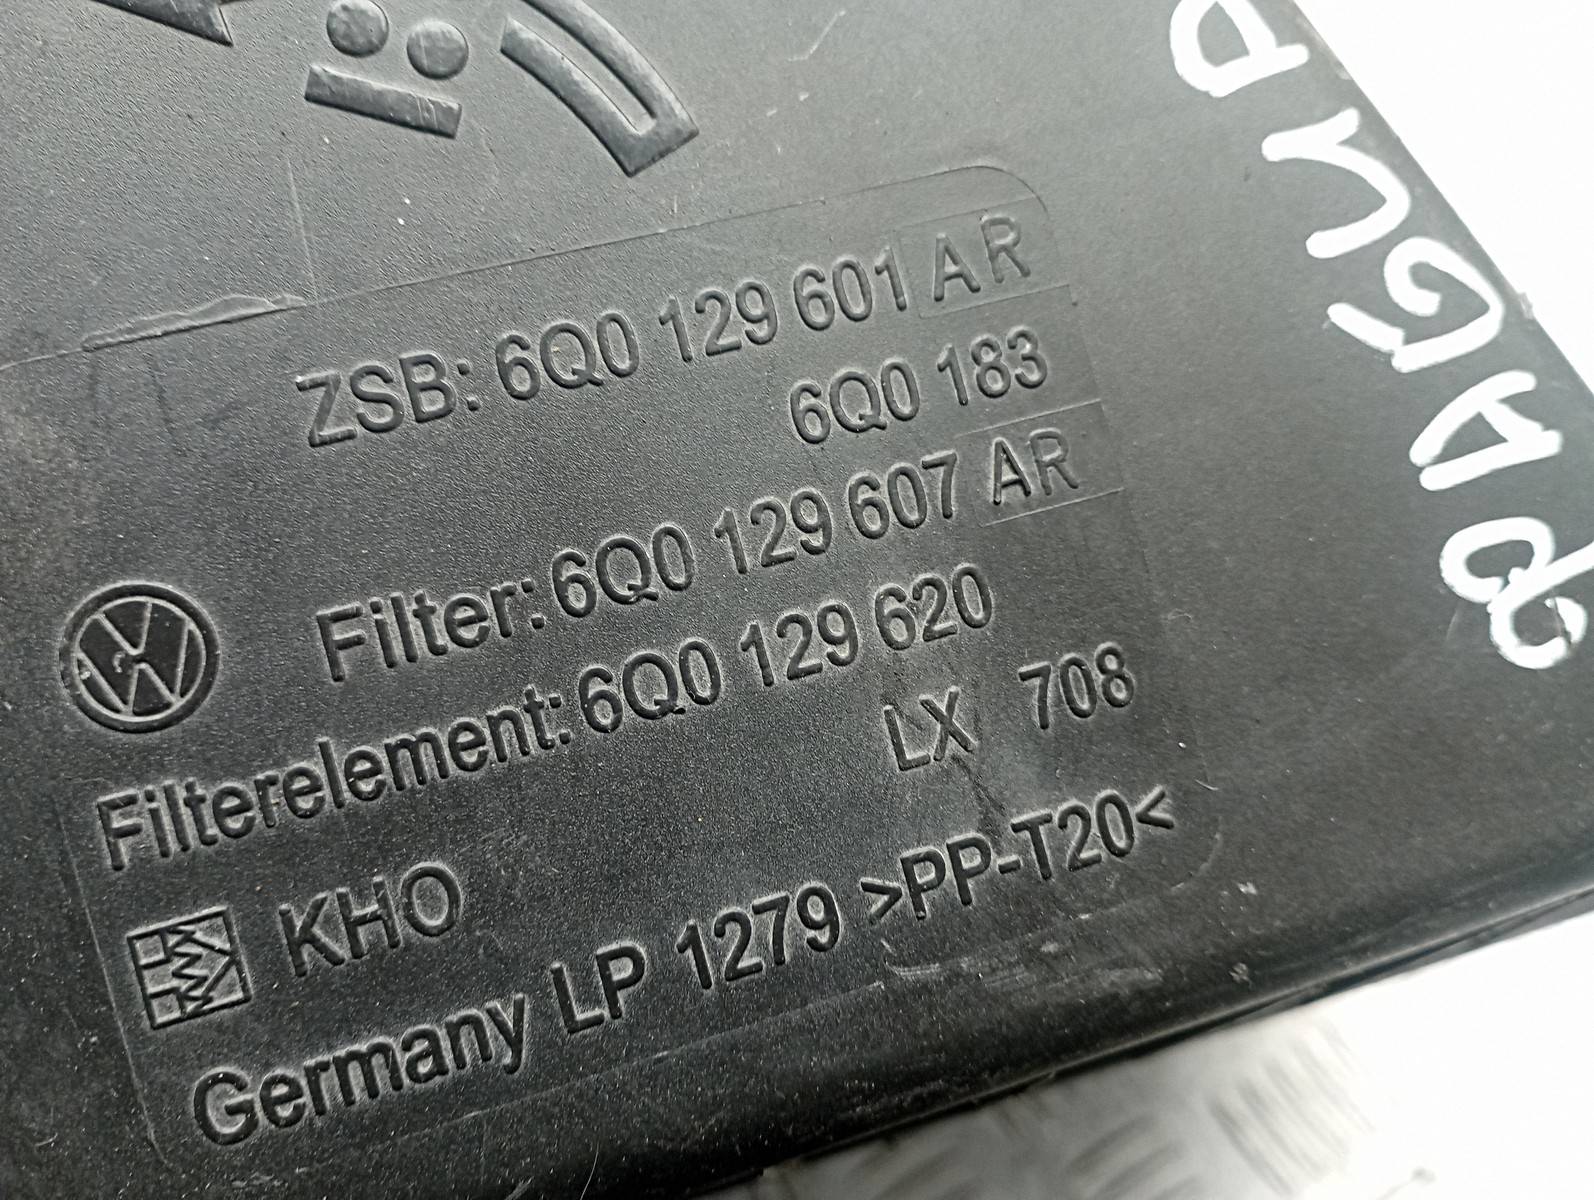 ZSB: 6Q0 129 601 AR
6Q0 183
Filter: 6Q0 129 607 AR
Filterelement: 6Q0 129 620
LX 708
KHO
Germany LP 1279 >PP-T20<